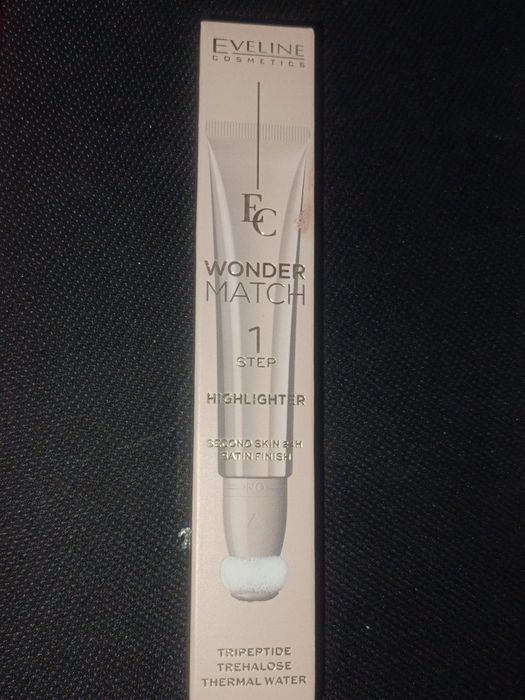 EVELINE
COSMETICS
EC
WONDER
MATCH
1
STEP
HIGHLIGHTER
SECOND SKIN 24H
SATIN FINISH
TRIPEPTIDE
TREHALOSE
THERMAL WATER